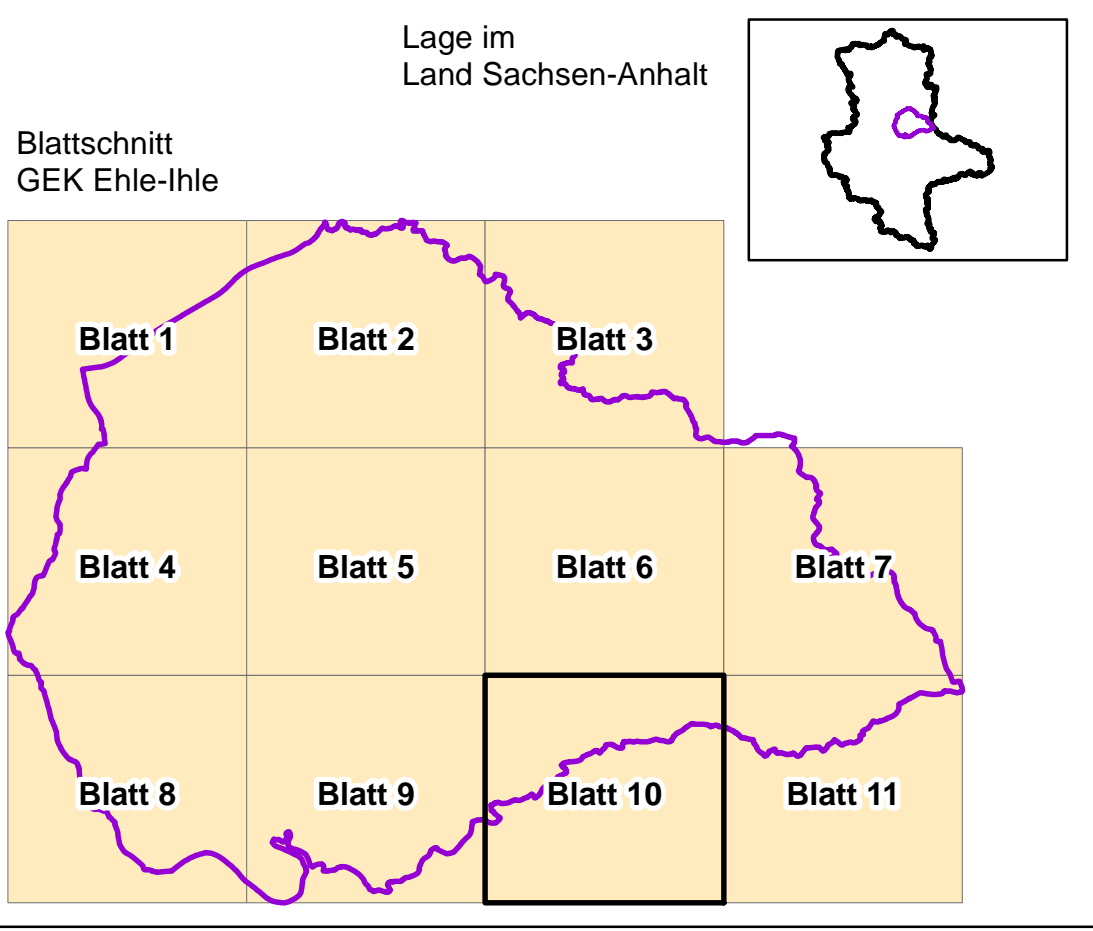 Lage im
Land Sachsen-Anhalt
Blattschnitt
GEK Ehle-Ihle
Blatt 1
Blatt 2
Blatt 3
Blatt 4
Blatt 5
Blatt 6
Blatt 7
Blatt 8
Blatt 9
Blatt 10
Blatt 11